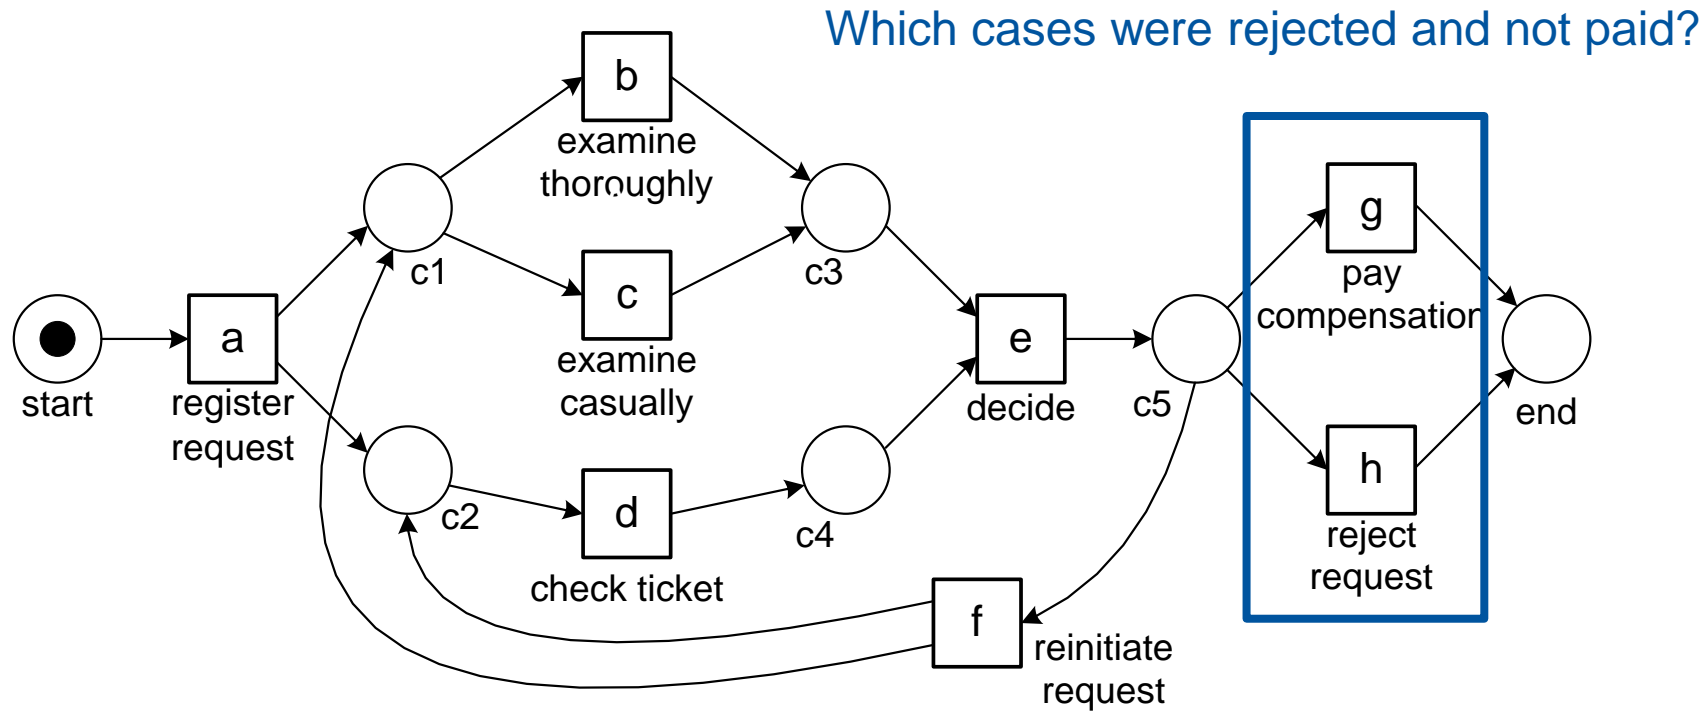 Which cases were rejected and not paid?
b
examine
thoroughly
c1
c
examine
casually
c3
start
a
register
request
c2
d
check ticket
c4
e
decide
c5
g
pay
compensation
h
reject
request
end
f
reinitiate
request